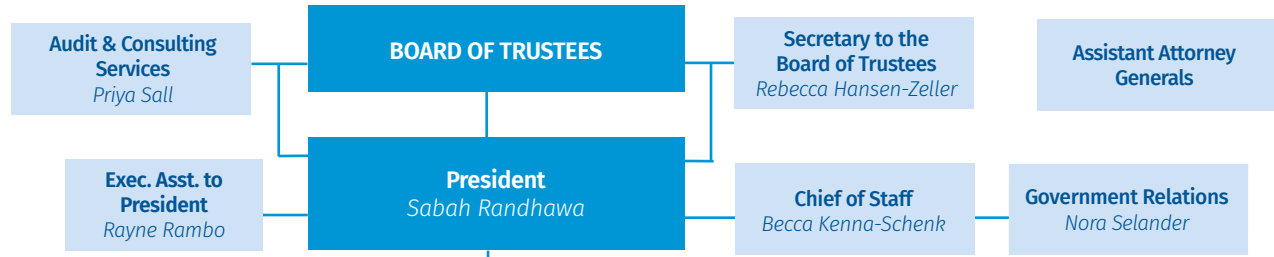 Audit & Consulting
Services
Priya Sall
BOARD OF TRUSTEES
Secretary to the
Board of Trustees
Rebecca Hansen-Zeller
Assistant Attorney
Generals
Exec. Asst. to
President
Rayne Rambo
President
Sabah Randhawa
Chief of Staff
Becca Kenna-Schenk
Government Relations
Nora Selander